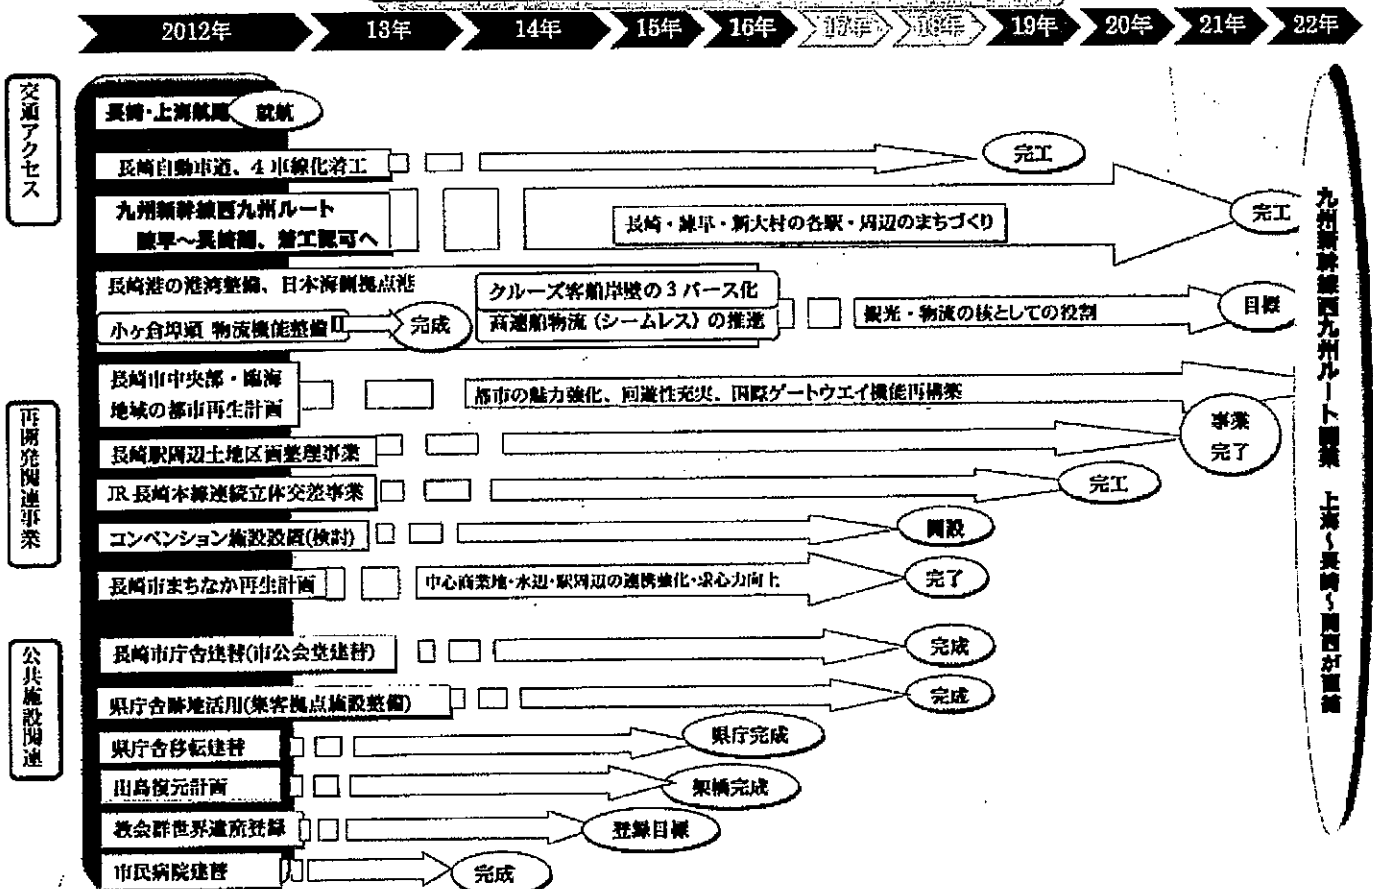 2012年
13年
14年
15年
16年
17年
18年
19年
20年
21年
22年
交通アクセス
長崎・上海航路
就航
長崎自動車道、4車線化着工
完工
九州新幹線西九州ルート
諫早～長崎間、着工認可へ
長崎・諫早・新大村の各駅・周辺のまちづくり
完工
長崎港の港湾整備、日本海側拠点港
クルーズ客船岸壁の3バース化
高速船物流(シームレス)の推進
観光・物流の核としての役割
目標
小ヶ倉埠頭 物流機能整備
完成
再開発関連事業
長崎市中央部・臨海
地域の都市再生計画
都市の魅力強化、回遊性充実、国際ゲートウエイ機能再構築
長崎駅周辺土地区画整理事業
事業
完了
JR長崎本線連続立体交差事業
完工
コンベンション施設設置(検討)
開設
長崎市まちなか再生計画
中心商業地・水辺・駅周辺の連携強化・求心力向上
完了
公共施設関連
長崎市庁舎建替(市公会堂建替)
完成
県庁舎跡地活用(集客拠点施設整備)
完成
県庁舎移転建替
県庁完成
出島復元計画
架橋完成
教会群世界遺産登録
登録目標
市民病院建替
完成
九州新幹線西九州ルート開業　上海～長崎～関西が直結